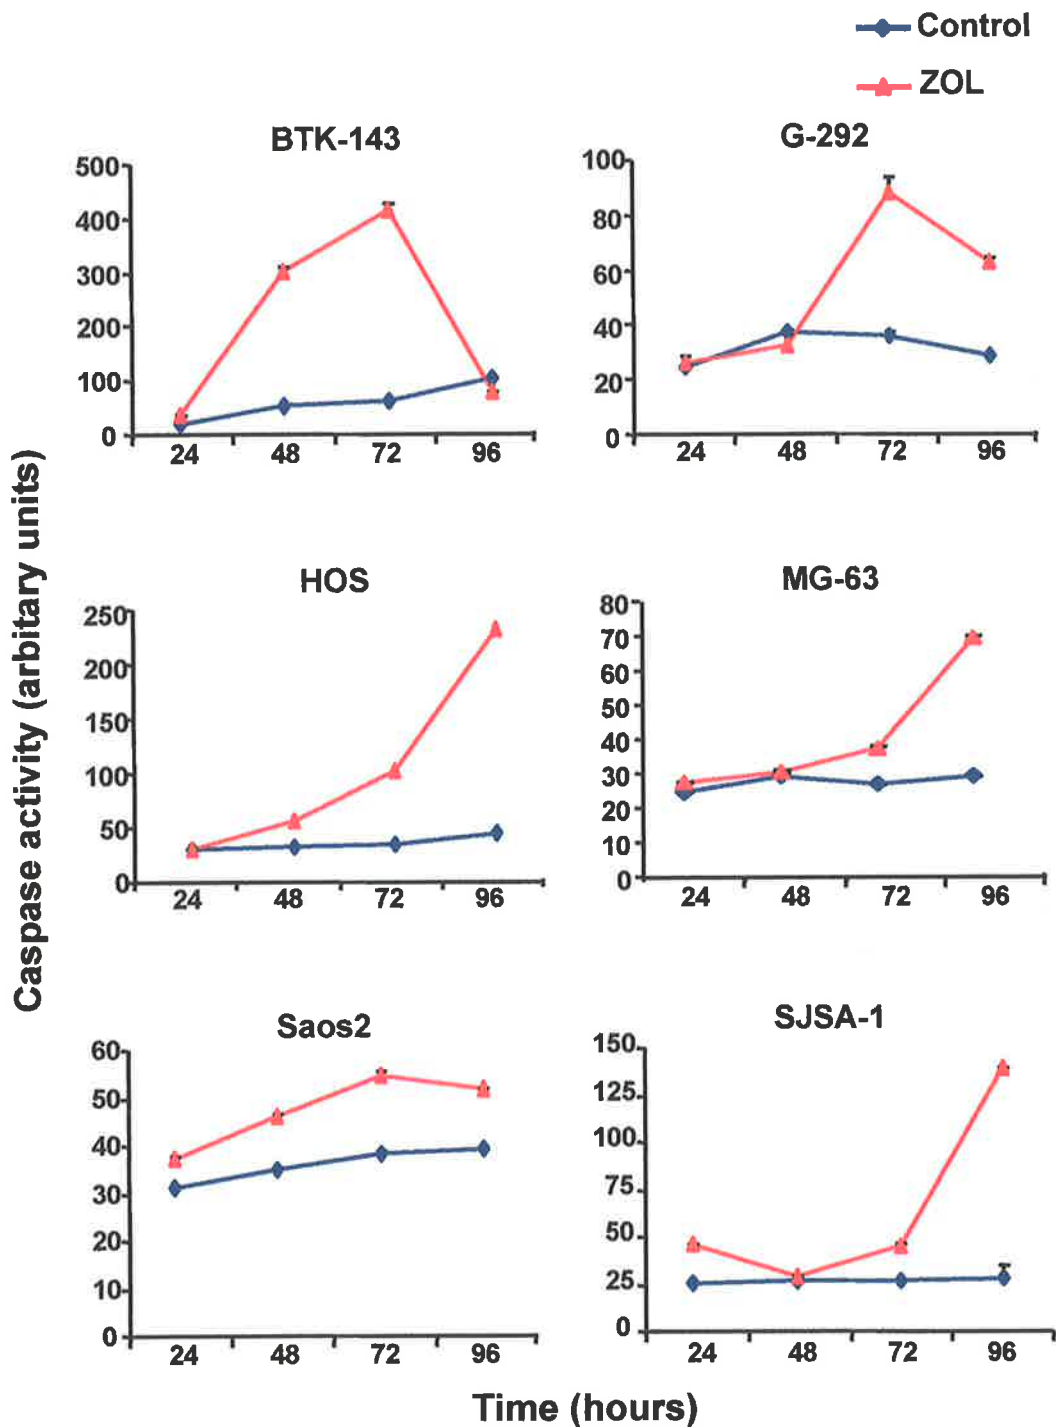 Control
ZOL
BTK-143
500
400
300
200
100
0
24 48 72 96
G-292
100
80
60
40
20
0
24 48 72 96
Caspase activity (arbitary units)
HOS
250
200
150
100
50
0
24 48 72 96
MG-63
80
70
60
50
40
30
20
10
0
24 48 72 96
Saos2
60
50
40
30
20
10
0
24 48 72 96
SJSA-1
150
125
100
75
50
25
0
24 48 72 96
Time (hours)